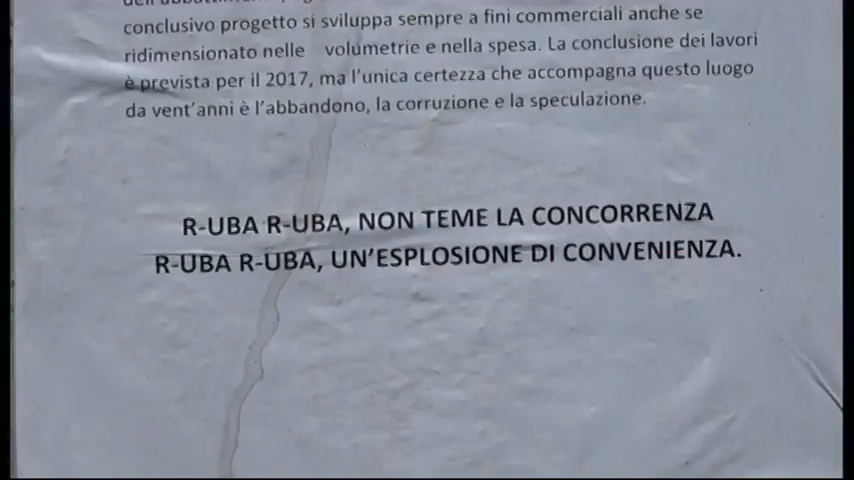 conclusivo progetto si sviluppa sempre a fini commerciali anche se
ridimensionato nelle volumetrie e nella spesa. La conclusione dei lavori
è prevista per il 2017, ma l'unica certezza che accompagna questo luogo
da vent'anni è l'abbandono, la corruzione e la speculazione.
R-UBA R-UBA, NON TEME LA CONCORRENZA
R-UBA R-UBA, UN'ESPLOSIONE DI CONVENIENZA.